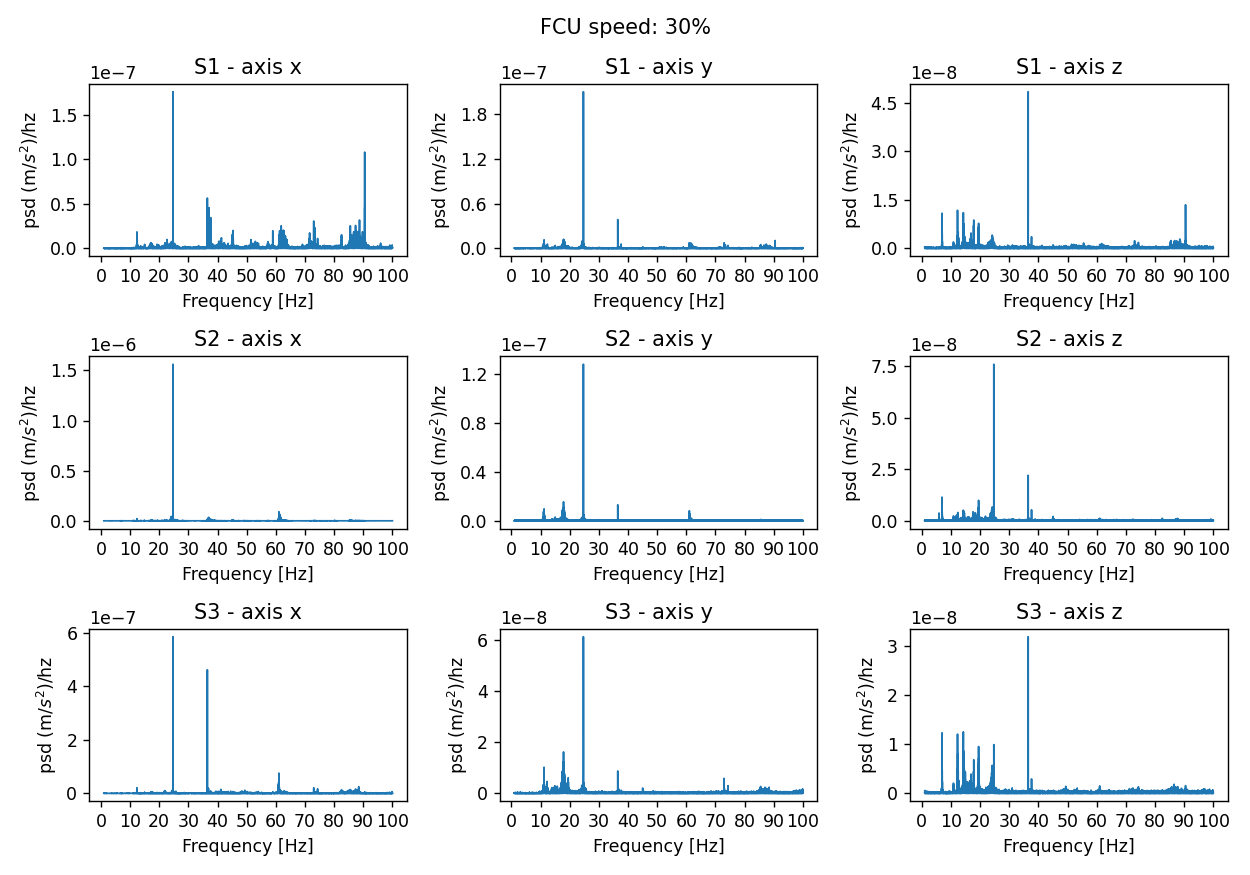 FCU speed: 30%
S1 - axis x
1e−7
psd (m/s²)/hz
1.5
1.0
0.5
0.0
0 10 20 30 40 50 60 70 80 90 100
Frequency [Hz]
S1 - axis y
1e−7
psd (m/s²)/hz
1.8
1.2
0.6
0.0
0 10 20 30 40 50 60 70 80 90 100
Frequency [Hz]
S1 - axis z
1e−8
psd (m/s²)/hz
4.5
3.0
1.5
0.0
0 10 20 30 40 50 60 70 80 90 100
Frequency [Hz]
S2 - axis x
1e−6
psd (m/s²)/hz
1.5
1.0
0.5
0.0
0 10 20 30 40 50 60 70 80 90 100
Frequency [Hz]
S2 - axis y
1e−7
psd (m/s²)/hz
1.2
0.8
0.4
0.0
0 10 20 30 40 50 60 70 80 90 100
Frequency [Hz]
S2 - axis z
1e−8
psd (m/s²)/hz
7.5
5.0
2.5
0.0
0 10 20 30 40 50 60 70 80 90 100
Frequency [Hz]
S3 - axis x
1e−7
psd (m/s²)/hz
6
4
2
0
0 10 20 30 40 50 60 70 80 90 100
Frequency [Hz]
S3 - axis y
1e−8
psd (m/s²)/hz
6
4
2
0
0 10 20 30 40 50 60 70 80 90 100
Frequency [Hz]
S3 - axis z
1e−8
psd (m/s²)/hz
3
2
1
0
0 10 20 30 40 50 60 70 80 90 100
Frequency [Hz]